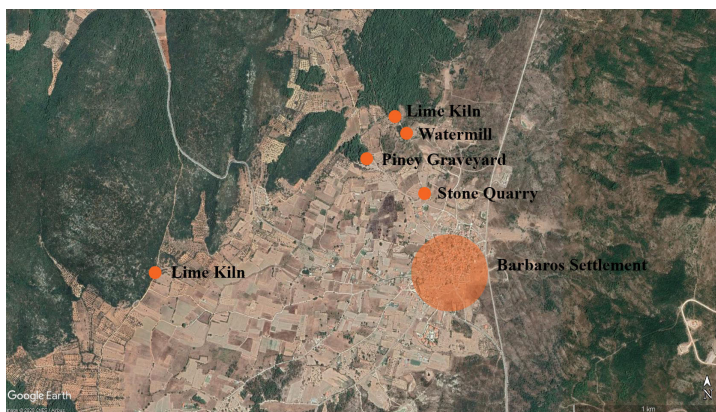 Lime Kiln
Watermill
Piney Graveyard
Stone Quarry
Barbaros Settlement
Lime Kiln
Google Earth
N
1 km